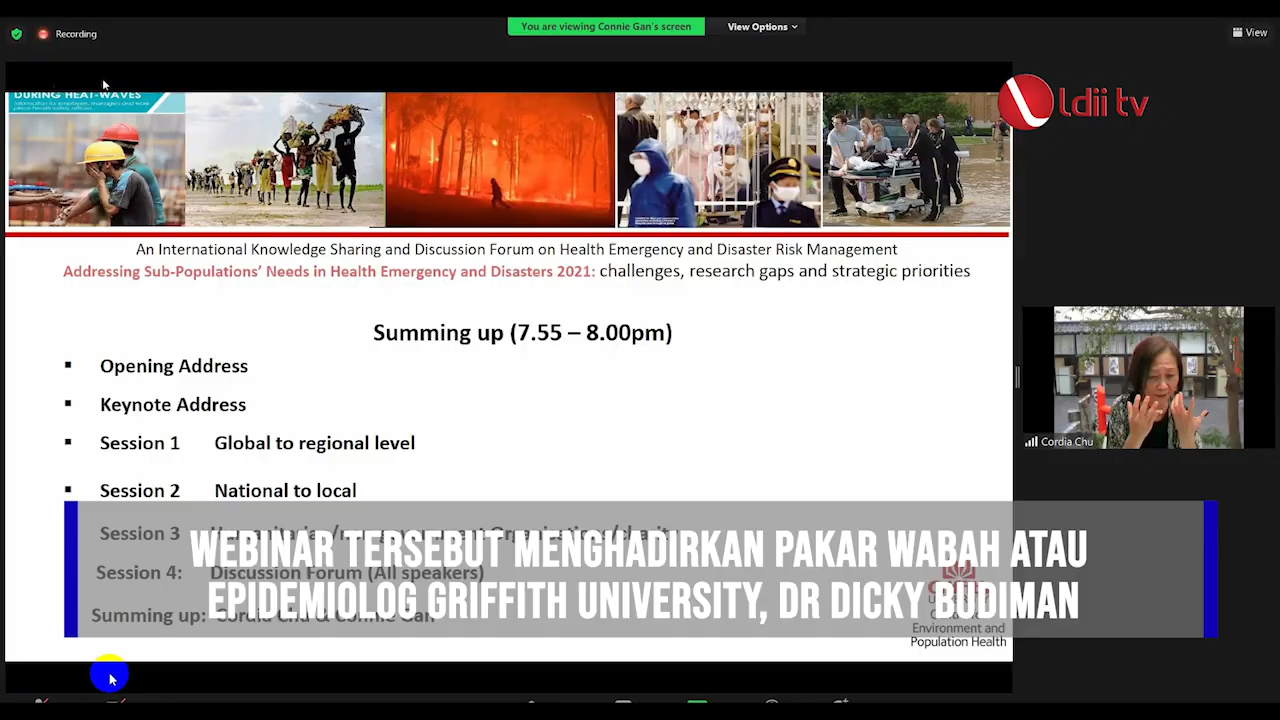 Recording
You are viewing Connie Gan's screen
View Options
View
DURING HEAT-WAVES
ldii tv
An International Knowledge Sharing and Discussion Forum on Health Emergency and Disaster Risk Management
Addressing Sub-Populations' Needs in Health Emergency and Disasters 2021: challenges, research gaps and strategic priorities
Summing up (7.55 – 8.00pm)
▪ Opening Address
▪ Keynote Address
▪ Session 1 Global to regional level
▪ Session 2 National to local
Session 3
Session 4: Discussion Forum (All speakers)
Summing up: Cordia Chu & Connie Gan
WEBINAR TERSEBUT MENGHADIRKAN PAKAR WABAH ATAU
EPIDEMIOLOG GRIFFITH UNIVERSITY, DR DICKY BUDIMAN
Environment and
Population Health
Cordia Chu